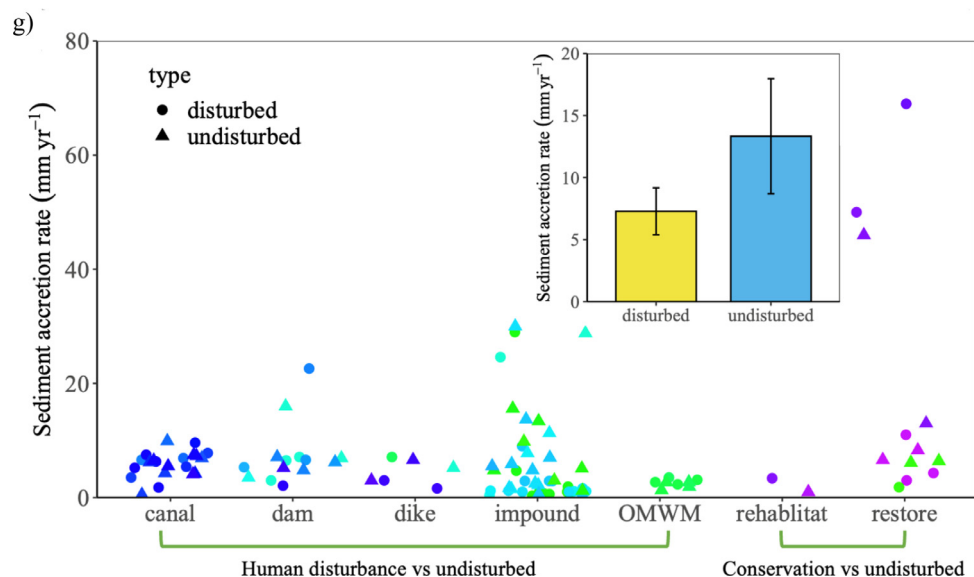 g)
Sediment accretion rate (mm yr⁻¹)
80
60
40
20
0
type
disturbed
undisturbed
Sediment accretion rate (mm yr⁻¹)
20
15
10
5
0
disturbed
undisturbed
canal
dam
dike
impound
OMWM
rehablitat
restore
Human disturbance vs undisturbed
Conservation vs undisturbed